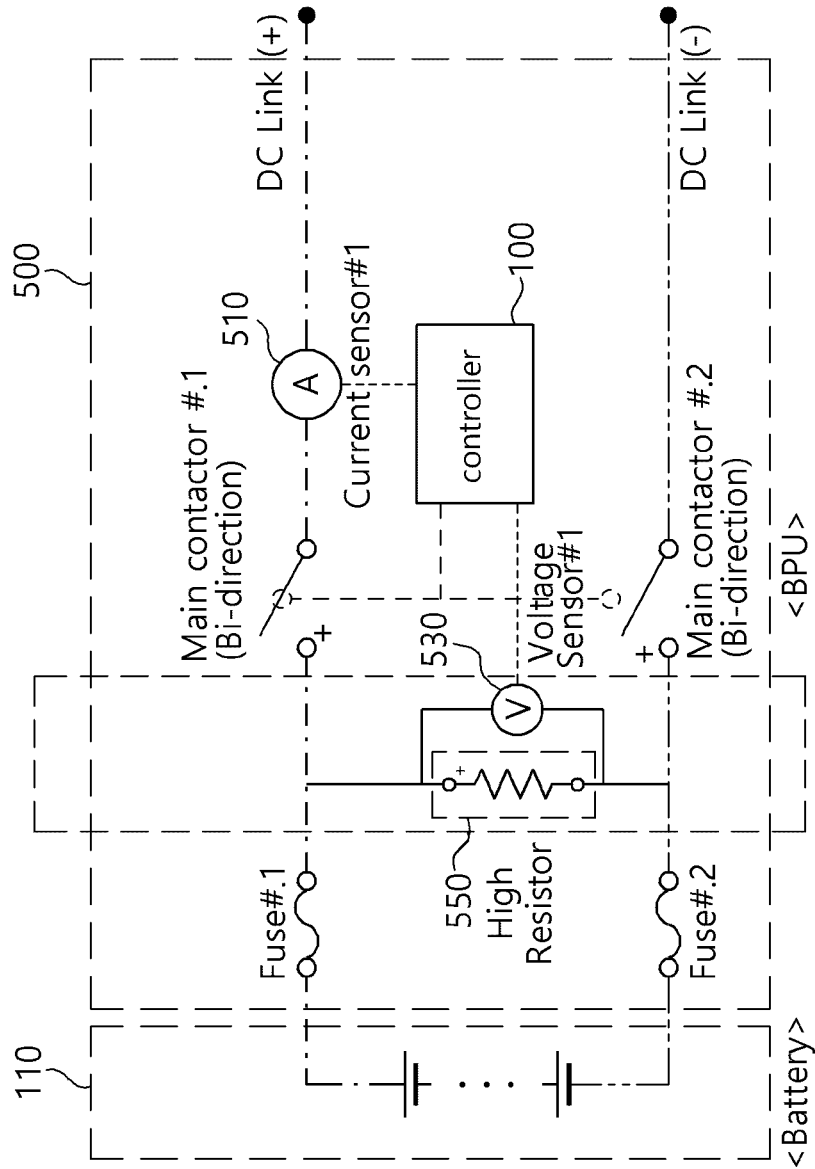 500
DC Link (+)
510
A
Current sensor#1
Main contactor #.1
(Bi-direction)
+
100
controller
530
V
Voltage
Sensor#1
+
550
High
Resistor
Fuse#.1
110
<Battery>
Fuse#.2
+
Main contactor #.2
(Bi-direction)
DC Link (-)
<BPU>